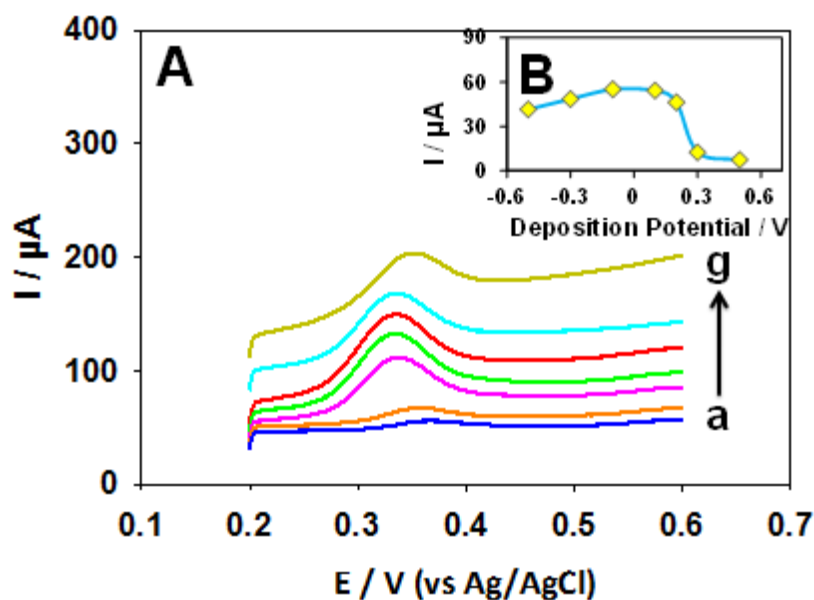 A
I / µA
400
300
200
100
0
0.1 0.2 0.3 0.4 0.5 0.6 0.7
E / V (vs Ag/AgCl)
g
a
B
I / µA
90
60
30
0
-0.6 -0.3 0 0.3 0.6
Deposition Potential / V